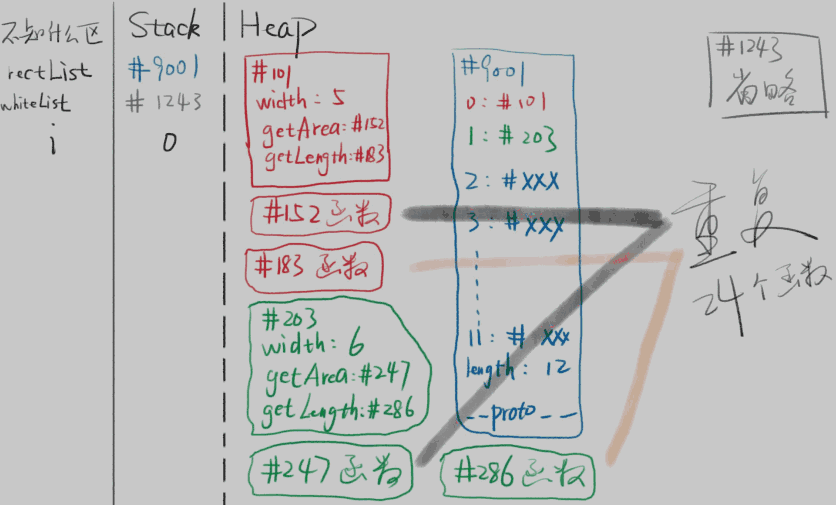 不知什么区
Stack
Heap
rectList
#9001
whiteList
#1243
i
0
#101
width: 5
getArea:#152
getLength:#183
#152 函数
#183 函数
#203
width: 6
getArea:#247
getLength:#286
#247 函数
#9001
0: #101
1: #203
2: #XXX
3: #XXX
11: # XXX
length: 12
--proto--
#286 函数
#1243
省略
重复
24个函数